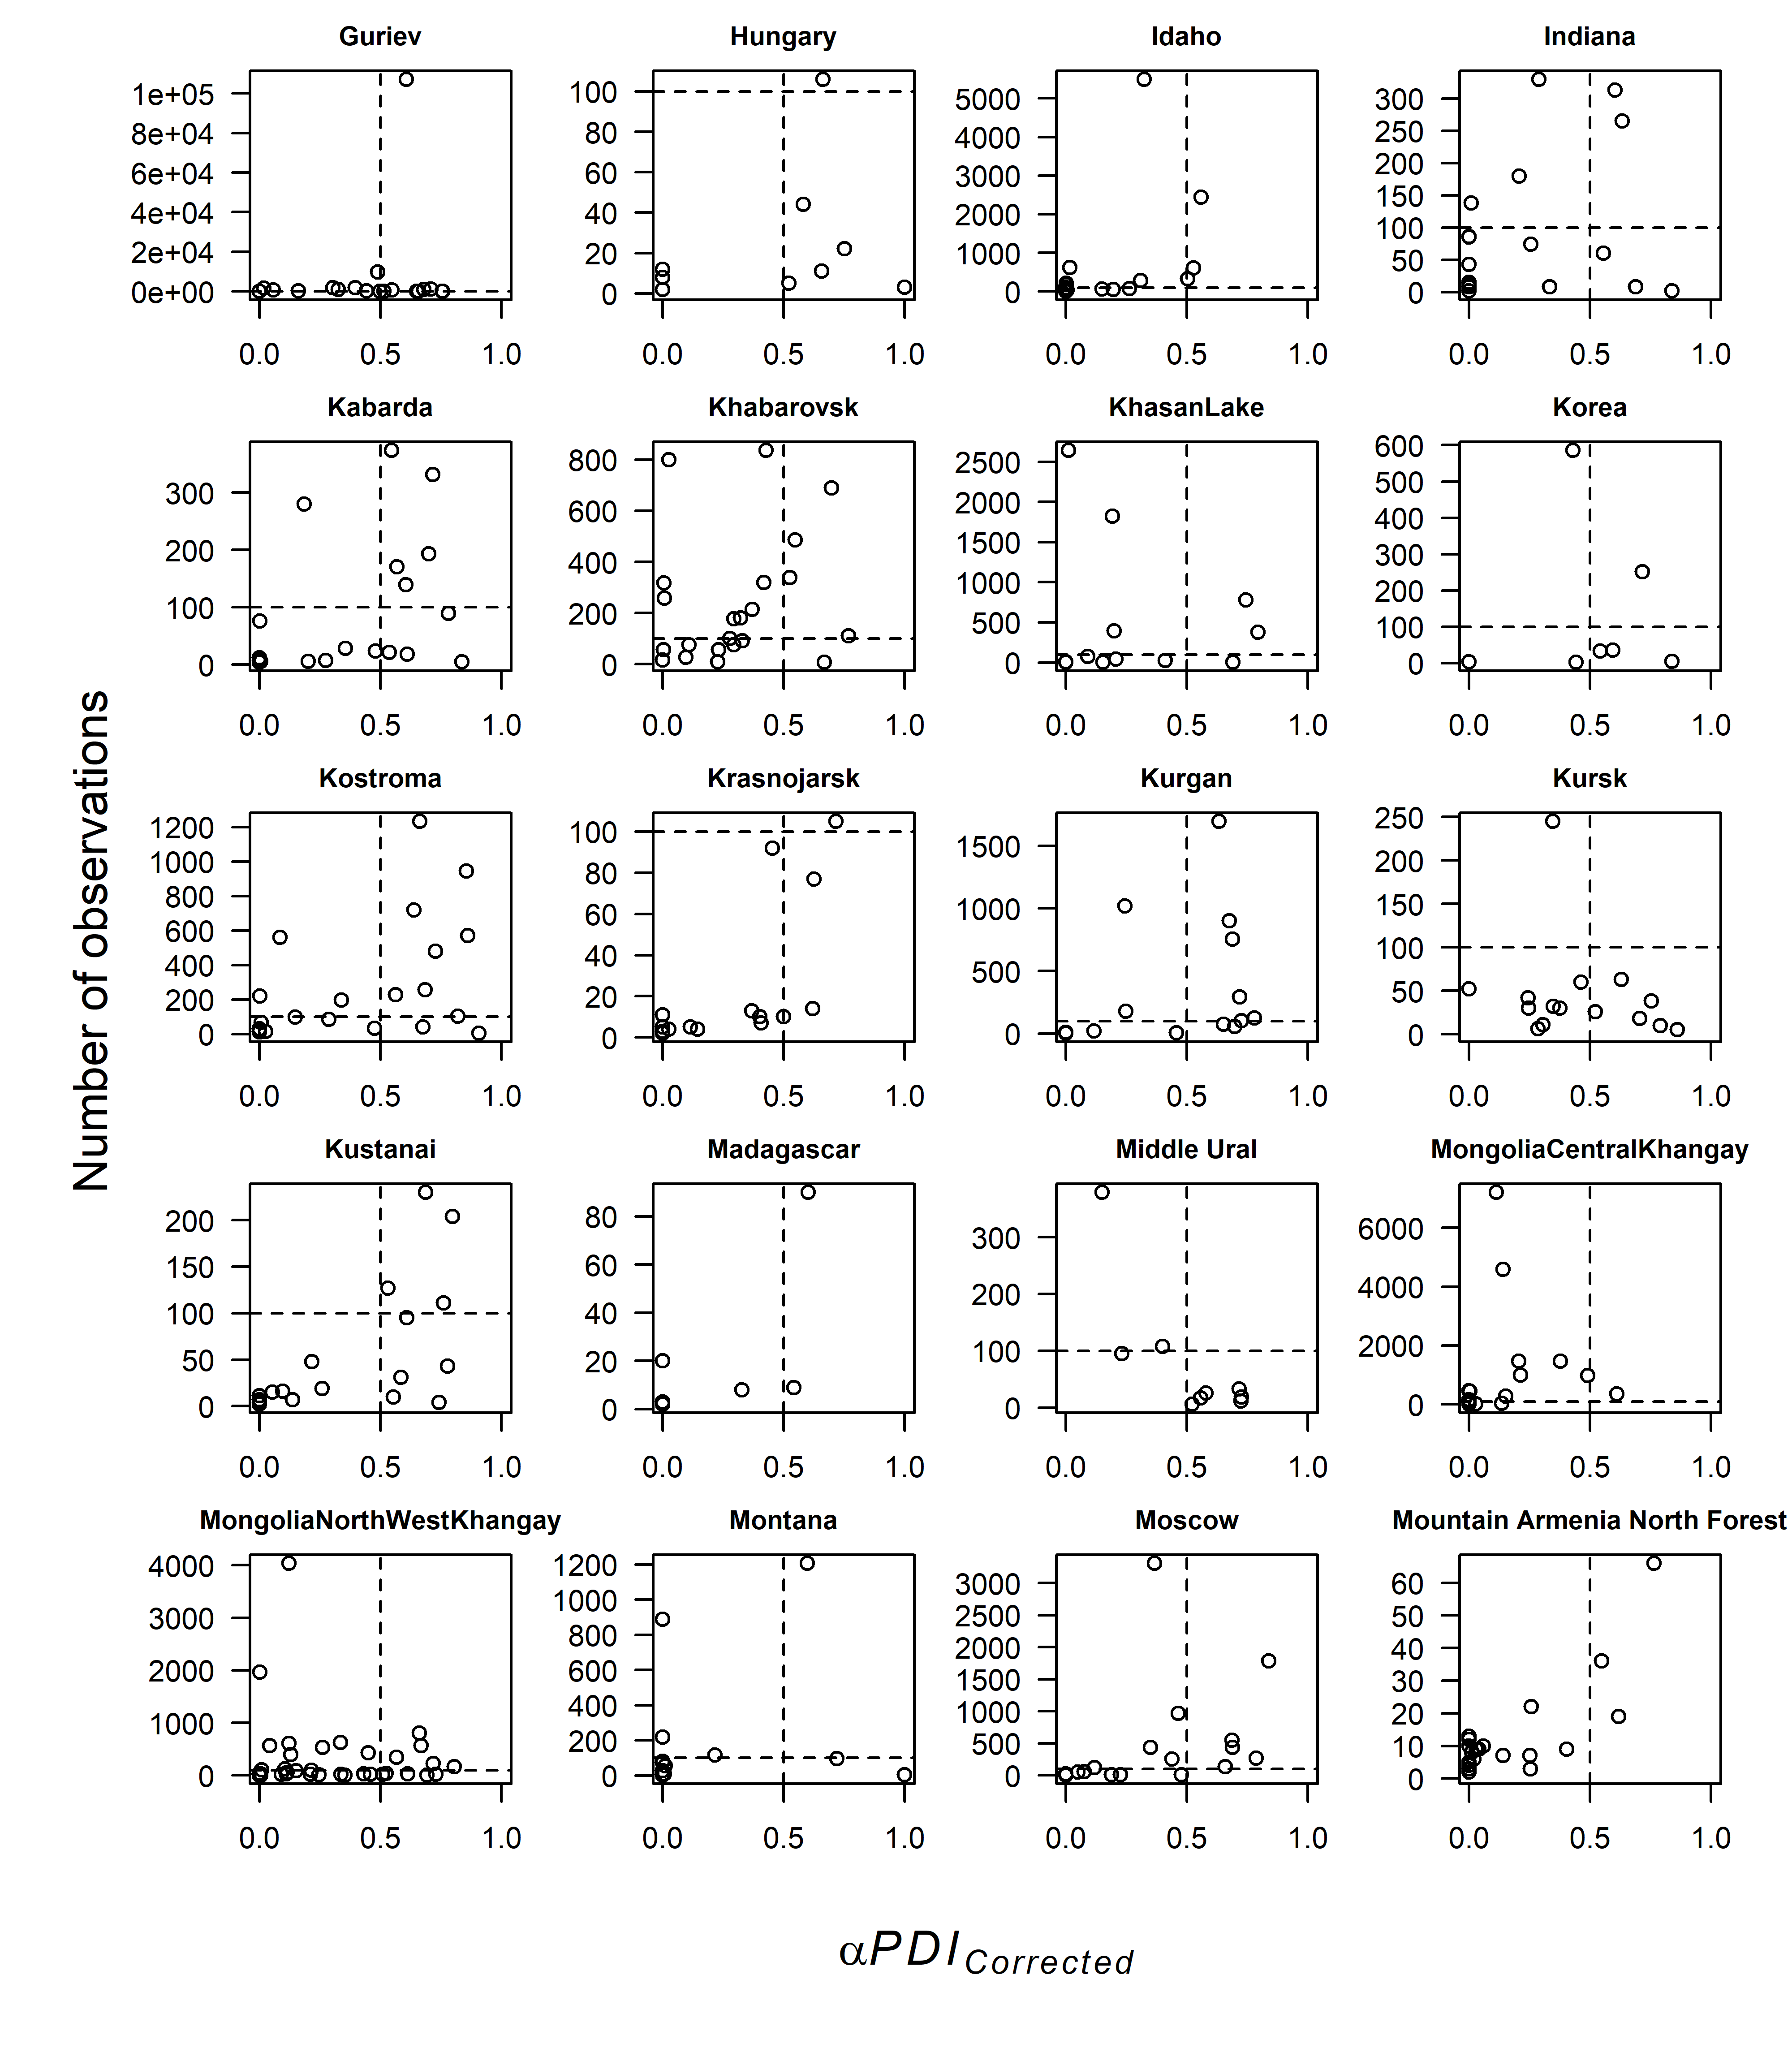 Guriev Hungary Idaho Indiana
1e+05 8e+04 6e+04 4e+04 2e+04 0e+00
100 80 60 40 20 0
5000 4000 3000 2000 1000 0
300 250 200 150 100 50 0
0.0 0.5 1.0 0.0 0.5 1.0 0.0 0.5 1.0 0.0 0.5 1.0
Kabarda Khabarovsk KhasanLake Korea
300 200 100 0
800 600 400 200 0
2500 2000 1500 1000 500 0
600 500 400 300 200 100 0
0.0 0.5 1.0 0.0 0.5 1.0 0.0 0.5 1.0 0.0 0.5 1.0
Number of observations
Kostroma Krasnojarsk Kurgan Kursk
1200 1000 800 600 400 200 0
100 80 60 40 20 0
1500 1000 500 0
250 200 150 100 50 0
0.0 0.5 1.0 0.0 0.5 1.0 0.0 0.5 1.0 0.0 0.5 1.0
Kustanai Madagascar Middle Ural MongoliaCentralKhangay
200 150 100 50 0
80 60 40 20 0
300 200 100 0
6000 4000 2000 0
0.0 0.5 1.0 0.0 0.5 1.0 0.0 0.5 1.0 0.0 0.5 1.0
MongoliaNorthWestKhangay Montana Moscow Mountain Armenia North Forest
4000 3000 2000 1000 0
1200 1000 800 600 400 200 0
3000 2500 2000 1500 1000 500 0
60 50 40 30 20 10 0
0.0 0.5 1.0 0.0 0.5 1.0 0.0 0.5 1.0 0.0 0.5 1.0
αPDI Corrected